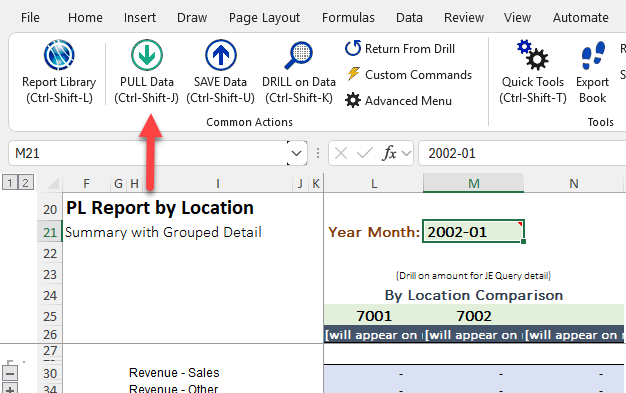 File Home Insert Draw Page Layout Formulas Data Review View Automate
Report Library (Ctrl-Shift-L)
PULL Data (Ctrl-Shift-J)
SAVE Data (Ctrl-Shift-U)
DRILL on Data (Ctrl-Shift-K)
Return From Drill
Custom Commands
Advanced Menu
Common Actions
Quick Tools (Ctrl-Shift-T)
Export Book
Tools
M21 fx 2002-01
1 2 F G H I J K L M N
20 PL Report by Location
21 Summary with Grouped Detail Year Month: 2002-01
22
23 (Drill on amount for JE Query detail)
24 By Location Comparison
25 7001 7002
26 [will appear on [will appear on [will appear on
27
30 Revenue - Sales - - -
34 Revenue - Other - - -